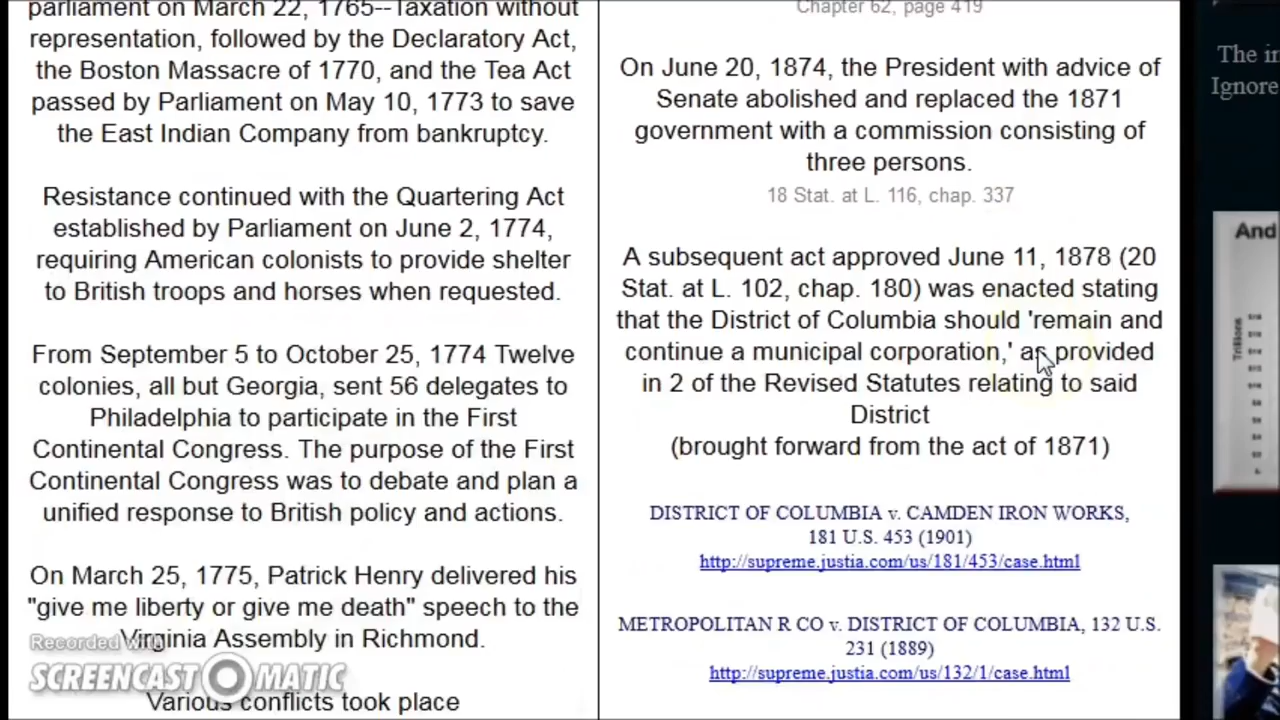 parliament on March 22, 1765--Taxation without
representation, followed by the Declaratory Act,
the Boston Massacre of 1770, and the Tea Act
passed by Parliament on May 10, 1773 to save
the East Indian Company from bankruptcy.
Resistance continued with the Quartering Act
established by Parliament on June 2, 1774,
requiring American colonists to provide shelter
to British troops and horses when requested.
From September 5 to October 25, 1774 Twelve
colonies, all but Georgia, sent 56 delegates to
Philadelphia to participate in the First
Continental Congress. The purpose of the First
Continental Congress was to debate and plan a
unified response to British policy and actions.
On March 25, 1775, Patrick Henry delivered his
"give me liberty or give me death" speech to the
Virginia Assembly in Richmond.
Various conflicts took place
Recorded with
SCREENCAST MATIC
Chapter 62, page 419
On June 20, 1874, the President with advice of
Senate abolished and replaced the 1871
government with a commission consisting of
three persons.
18 Stat. at L. 116, chap. 337
A subsequent act approved June 11, 1878 (20
Stat. at L. 102, chap. 180) was enacted stating
that the District of Columbia should 'remain and
continue a municipal corporation,' as provided
in 2 of the Revised Statutes relating to said
District
(brought forward from the act of 1871)
DISTRICT OF COLUMBIA v. CAMDEN IRON WORKS,
181 U.S. 453 (1901)
http://supreme.justia.com/us/181/453/case.html
METROPOLITAN R CO v. DISTRICT OF COLUMBIA, 132 U.S.
231 (1889)
http://supreme.justia.com/us/132/1/case.html
The in
Ignore
And
Trillions